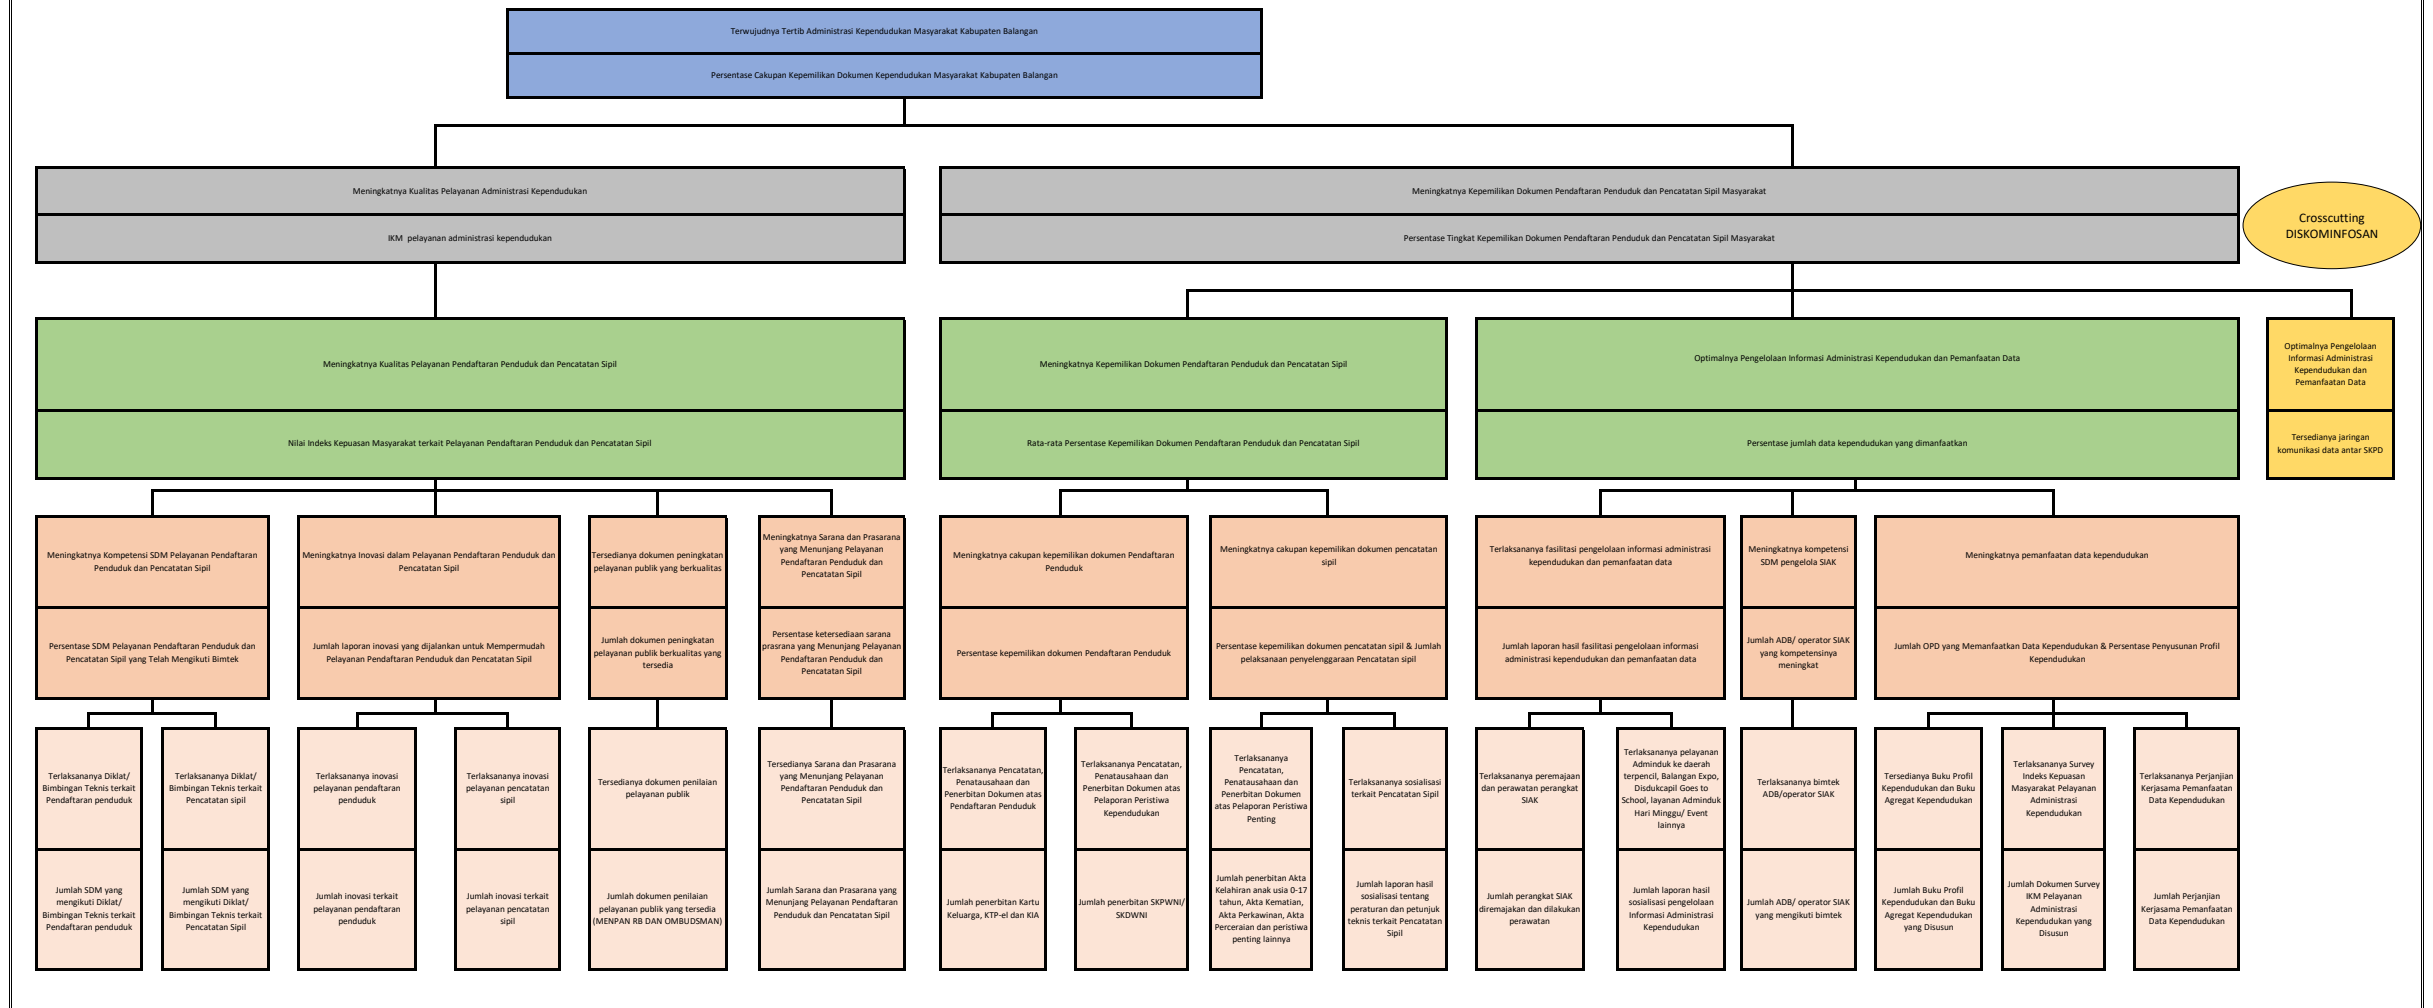 Terwujudnya Tertib Administrasi Kependudukan Masyarakat Kabupaten Balangan
Persentase Cakupan Kepemilikan Dokumen Kependudukan Masyarakat Kabupaten Balangan
Meningkatnya Kualitas Pelayanan Administrasi Kependudukan
IKM pelayanan administrasi kependudukan
Meningkatnya Kepemilikan Dokumen Pendaftaran Penduduk dan Pencatatan Sipil Masyarakat
Persentase Tingkat Kepemilikan Dokumen Pendaftaran Penduduk dan Pencatatan Sipil Masyarakat
Crosscutting
DISKOMINFOSAN
Meningkatnya Kualitas Pelayanan Pendaftaran Penduduk dan Pencatatan Sipil
Nilai Indeks Kepuasan Masyarakat terkait Pelayanan Pendaftaran Penduduk dan Pencatatan Sipil
Meningkatnya Kepemilikan Dokumen Pendaftaran Penduduk dan Pencatatan Sipil
Rata-rata Persentase Kepemilikan Dokumen Pendaftaran Penduduk dan Pencatatan Sipil
Optimalnya Pengelolaan Informasi Administrasi Kependudukan dan Pemanfaatan Data
Persentase jumlah data kependudukan yang dimanfaatkan
Optimalnya Pengelolaan
Informasi Administrasi
Kependudukan dan
Pemanfaatan Data
Tersedianya jaringan
komunikasi data antar SKPD
Meningkatnya Kompetensi SDM Pelayanan Pendaftaran
Penduduk dan Pencatatan Sipil
Persentase SDM Pelayanan Pendaftaran Penduduk dan
Pencatatan Sipil yang Telah Mengikuti Bimtek
Meningkatnya Inovasi dalam Pelayanan Pendaftaran Penduduk dan
Pencatatan Sipil
Jumlah laporan inovasi yang dijalankan untuk Mempermudah
Pelayanan Pendaftaran Penduduk dan Pencatatan Sipil
Tersedianya dokumen peningkatan
pelayanan publik yang berkualitas
Jumlah dokumen peningkatan
pelayanan publik berkualitas yang
tersedia
Meningkatnya Sarana dan Prasarana
yang Menunjang Pelayanan
Pendaftaran Penduduk dan
Pencatatan Sipil
Persentase ketersediaan sarana
prasrana yang Menunjang Pelayanan
Pendaftaran Penduduk dan
Pencatatan Sipil
Meningkatnya cakupan kepemilikan dokumen Pendaftaran
Penduduk
Persentase kepemilikan dokumen Pendaftaran Penduduk
Meningkatnya cakupan kepemilikan dokumen pencatatan
sipil
Persentase kepemilikan dokumen pencatatan sipil & Jumlah
pelaksanaan penyelenggaraan Pencatatan sipil
Terlaksananya fasilitasi pengelolaan informasi administrasi
kependudukan dan pemanfaatan data
Jumlah laporan hasil fasilitasi pengelolaan informasi
administrasi kependudukan dan pemanfaatan data
Meningkatnya kompetensi
SDM pengelola SIAK
Jumlah ADB/ operator SIAK
yang kompetensinya
meningkat
Meningkatnya pemanfaatan data kependudukan
Jumlah OPD yang Memanfaatkan Data Kependudukan & Persentase Penyusunan Profil
Kependudukan
Terlaksananya Diklat/
Bimbingan Teknis terkait
Pendaftaran penduduk
Jumlah SDM yang
mengikuti Diklat/
Bimbingan Teknis terkait
Pendaftaran penduduk
Terlaksananya Diklat/
Bimbingan Teknis terkait
Pencatatan sipil
Jumlah SDM yang
mengikuti Diklat/
Bimbingan Teknis terkait
Pencatatan Sipil
Terlaksananya inovasi
pelayanan pendaftaran
penduduk
Jumlah inovasi terkait
pelayanan pendaftaran
penduduk
Terlaksananya inovasi
pelayanan pencatatan
sipil
Jumlah inovasi terkait
pelayanan pencatatan
sipil
Tersedianya dokumen penilaian
pelayanan publik
Jumlah dokumen penilaian
pelayanan publik yang tersedia
(MENPAN RB DAN OMBUDSMAN)
Tersedianya Sarana dan Prasarana
yang Menunjang Pelayanan
Pendaftaran Penduduk dan
Pencatatan Sipil
Jumlah Sarana dan Prasarana yang
Menunjang Pelayanan Pendaftaran
Penduduk dan Pencatatan Sipil
Terlaksananya Pencatatan,
Penatausahaan dan
Penerbitan Dokumen atas
Pendaftaran Penduduk
Jumlah penerbitan Kartu
Keluarga, KTP-el dan KIA
Terlaksananya Pencatatan,
Penatausahaan dan
Penerbitan Dokumen atas
Pelaporan Peristiwa
Kependudukan
Jumlah penerbitan SKPWNI/
SKDWNI
Terlaksananya
Pencatatan,
Penatausahaan dan
Penerbitan Dokumen
atas Pelaporan Peristiwa
Penting
Jumlah penerbitan Akta
Kelahiran anak usia 0-17
tahun, Akta Kematian,
Akta Perkawinan, Akta
Perceraian dan peristiwa
penting lainnya
Terlaksananya sosialisasi
terkait Pencatatan Sipil
Jumlah laporan hasil
sosialisasi tentang
peraturan dan petunjuk
teknis terkait Pencatatan
Sipil
Terlaksananya peremajaan
dan perawatan perangkat
SIAK
Jumlah perangkat SIAK
diremajakan dan dilakukan
perawatan
Terlaksananya pelayanan
Adminduk ke daerah
terpencil, Balangan Expo,
Disdukcapil Goes to
School, layanan Adminduk
Hari Minggu/ Event
lainnya
Jumlah laporan hasil
sosialisasi pengelolaan
Informasi Administrasi
Kependudukan
Terlaksananya bimtek
ADB/operator SIAK
Jumlah ADB/ operator SIAK
yang mengikuti bimtek
Tersedianya Buku Profil
Kependudukan dan Buku
Agregat Kependudukan
Jumlah Buku Profil
Kependudukan dan Buku
Agregat Kependudukan
yang Disusun
Terlaksananya Survey
Indeks Kepuasan
Masyarakat Pelayanan
Administrasi
Kependudukan
Jumlah Dokumen Survey
IKM Pelayanan
Administrasi
Kependudukan yang
Disusun
Terlaksananya Perjanjian
Kerjasama Pemanfaatan
Data Kependudukan
Jumlah Perjanjian
Kerjasama Pemanfaatan
Data Kependudukan